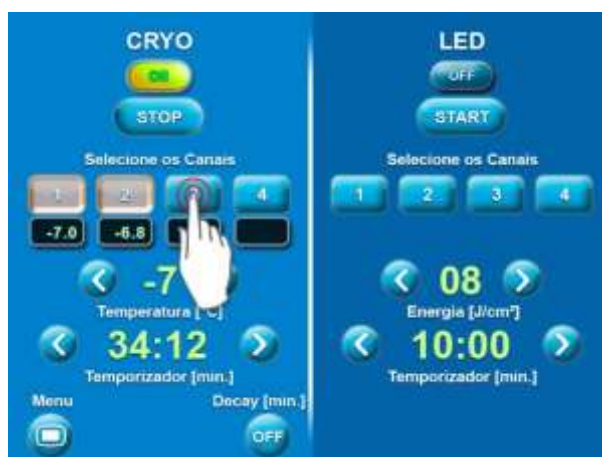 CRYO
ON
STOP
Selecione os Canais
1 2 3 4
-7.0 -6.8
-7
Temperatura [°C]
34:12
Temporizador [min.]
Menu
Decay [min.]
OFF
LED
OFF
START
Selecione os Canais
1 2 3 4
08
Energia [J/cm²]
10:00
Temporizador [min.]